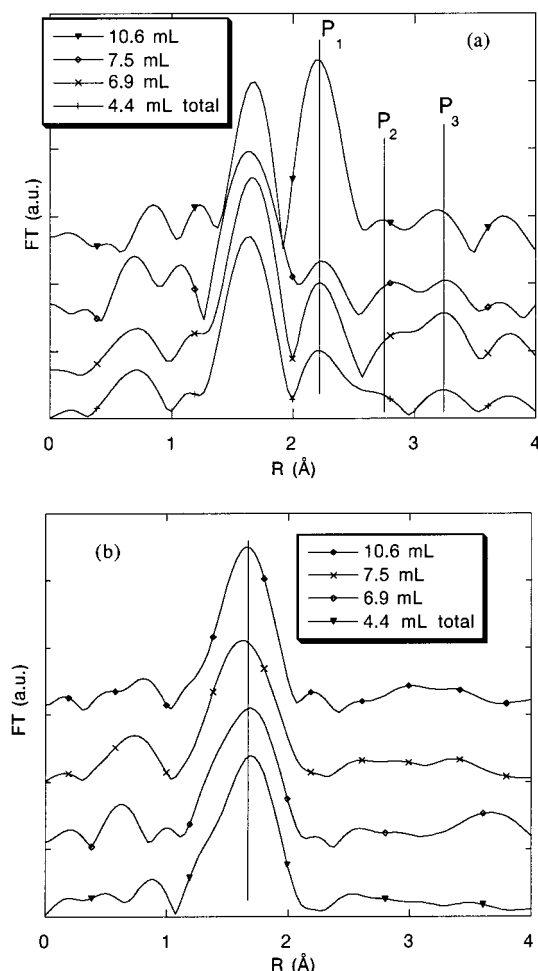 (a)
10.6 mL
7.5 mL
6.9 mL
4.4 mL total
P1
P2
P3
FT (a.u.)
0 1 2 3 4
R (Å)
(b)
10.6 mL
7.5 mL
6.9 mL
4.4 mL total
FT (a.u.)
0 1 2 3 4
R (Å)